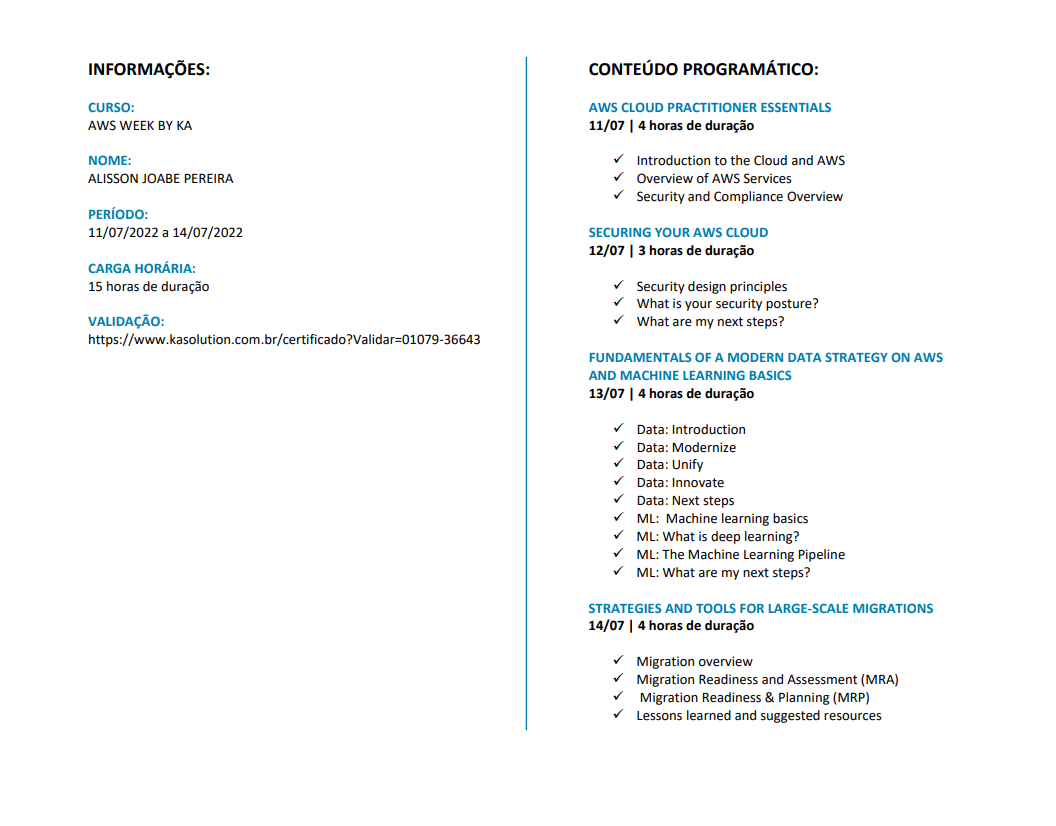 INFORMAÇÕES:
CURSO:
AWS WEEK BY KA
NOME:
ALISSON JOABE PEREIRA
PERÍODO:
11/07/2022 a 14/07/2022
CARGA HORÁRIA:
15 horas de duração
VALIDAÇÃO:
https://www.kasolution.com.br/certificado?Validar=01079-36643
CONTEÚDO PROGRAMÁTICO:
AWS CLOUD PRACTITIONER ESSENTIALS
11/07 | 4 horas de duração
✓ Introduction to the Cloud and AWS
✓ Overview of AWS Services
✓ Security and Compliance Overview
SECURING YOUR AWS CLOUD
12/07 | 3 horas de duração
✓ Security design principles
✓ What is your security posture?
✓ What are my next steps?
FUNDAMENTALS OF A MODERN DATA STRATEGY ON AWS
AND MACHINE LEARNING BASICS
13/07 | 4 horas de duração
✓ Data: Introduction
✓ Data: Modernize
✓ Data: Unify
✓ Data: Innovate
✓ Data: Next steps
✓ ML:  Machine learning basics
✓ ML: What is deep learning?
✓ ML: The Machine Learning Pipeline
✓ ML: What are my next steps?
STRATEGIES AND TOOLS FOR LARGE-SCALE MIGRATIONS
14/07 | 4 horas de duração
✓ Migration overview
✓ Migration Readiness and Assessment (MRA)
✓ Migration Readiness & Planning (MRP)
✓ Lessons learned and suggested resources